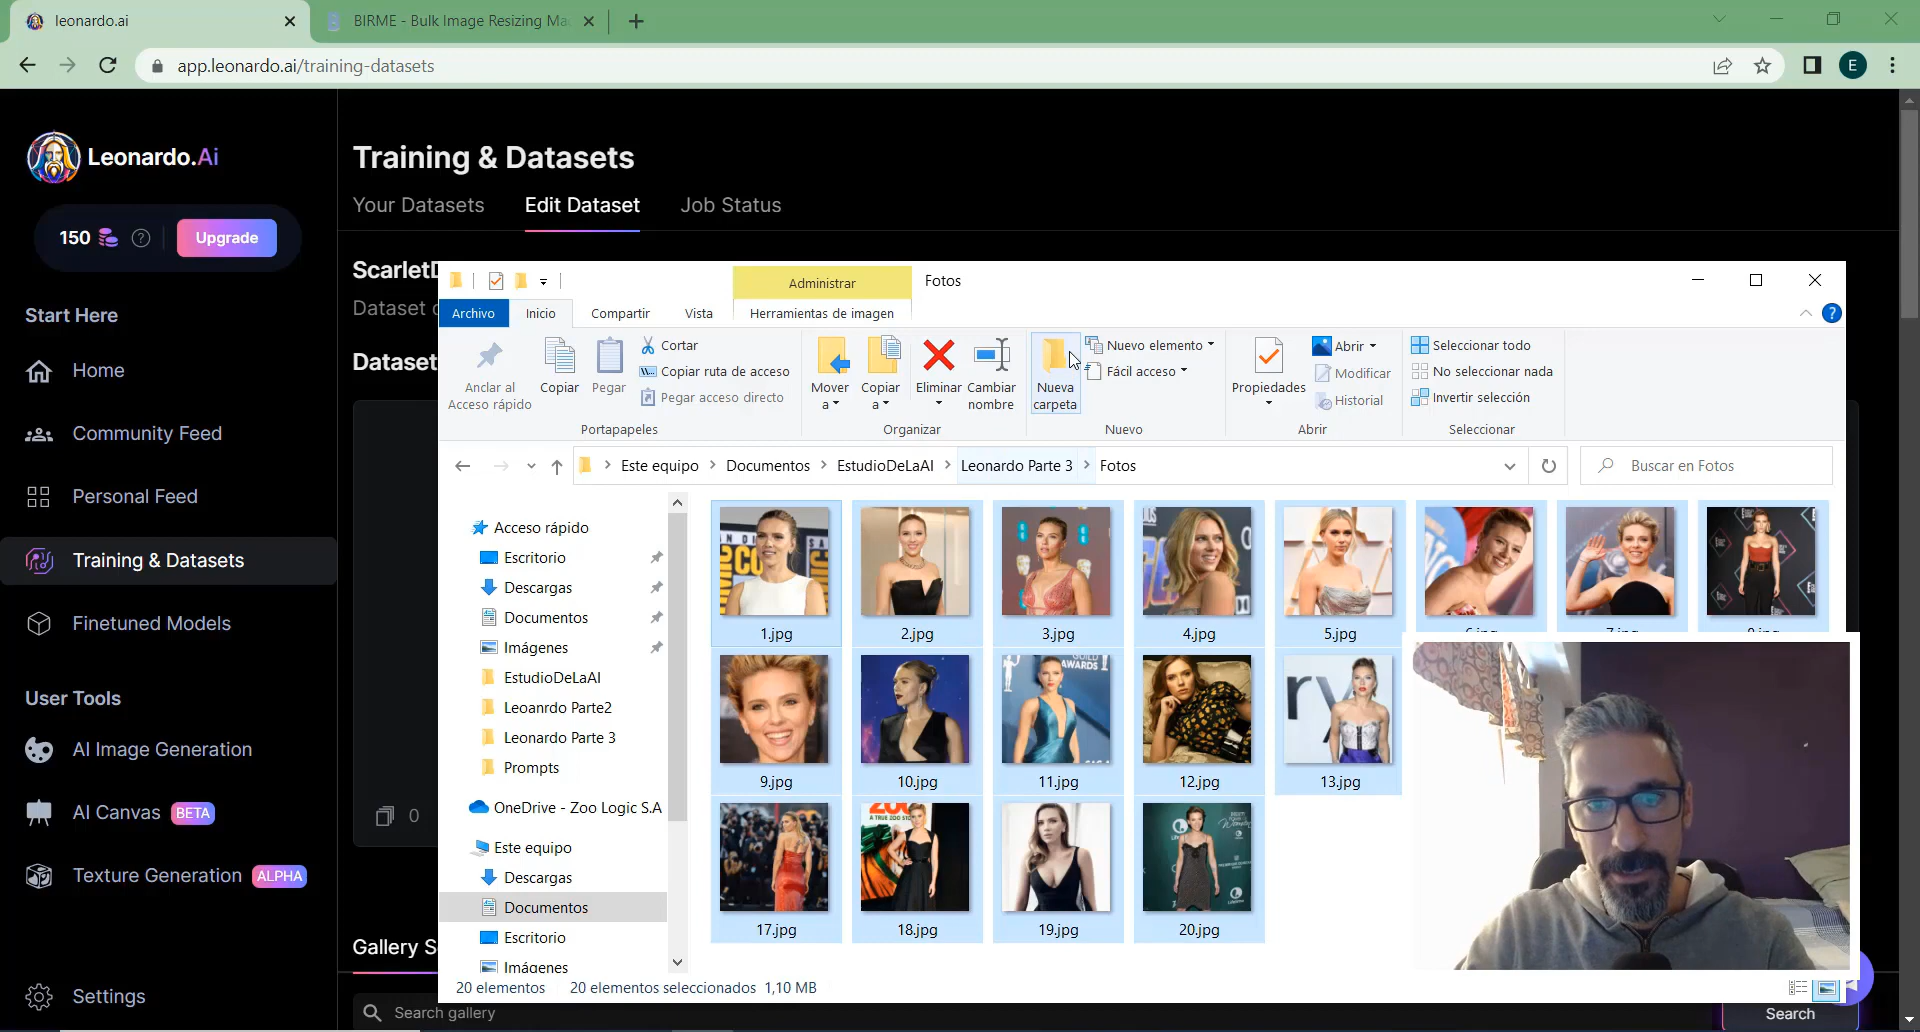 leonardo.ai
BIRME - Bulk Image Resizing Ma
app.leonardo.ai/training-datasets
E
Leonardo.Ai
150
Upgrade
Start Here
Home
Community Feed
Personal Feed
Training & Datasets
Finetuned Models
User Tools
AI Image Generation
AI Canvas BETA
Texture Generation ALPHA
Settings
Training & Datasets
Your Datasets Edit Dataset Job Status
ScarletD
Dataset
Dataset
0
Gallery S
Search gallery
Search
Administrar
Fotos
Archivo Inicio Compartir Vista Herramientas de imagen
Anclar al
Acceso rápido
Copiar
Pegar
Cortar
Copiar ruta de acceso
Pegar acceso directo
Portapapeles
Mover
a
Copiar
a
Eliminar
Cambiar
nombre
Organizar
Nueva
carpeta
Nuevo elemento
Fácil acceso
Nuevo
Propiedades
Abrir
Modificar
Historial
Abrir
Seleccionar todo
No seleccionar nada
Invertir selección
Seleccionar
Este equipo > Documentos > EstudioDeLaAI > Leonardo Parte 3 > Fotos
Buscar en Fotos
Acceso rápido
Escritorio
Descargas
Documentos
Imágenes
EstudioDeLaAI
Leoanrdo Parte2
Leonardo Parte 3
Prompts
OneDrive - Zoo Logic S.A
Este equipo
Descargas
Documentos
Escritorio
Imágenes
1.jpg
2.jpg
3.jpg
4.jpg
5.jpg
9.jpg
10.jpg
11.jpg
12.jpg
13.jpg
17.jpg
18.jpg
19.jpg
20.jpg
20 elementos 20 elementos seleccionados 1,10 MB